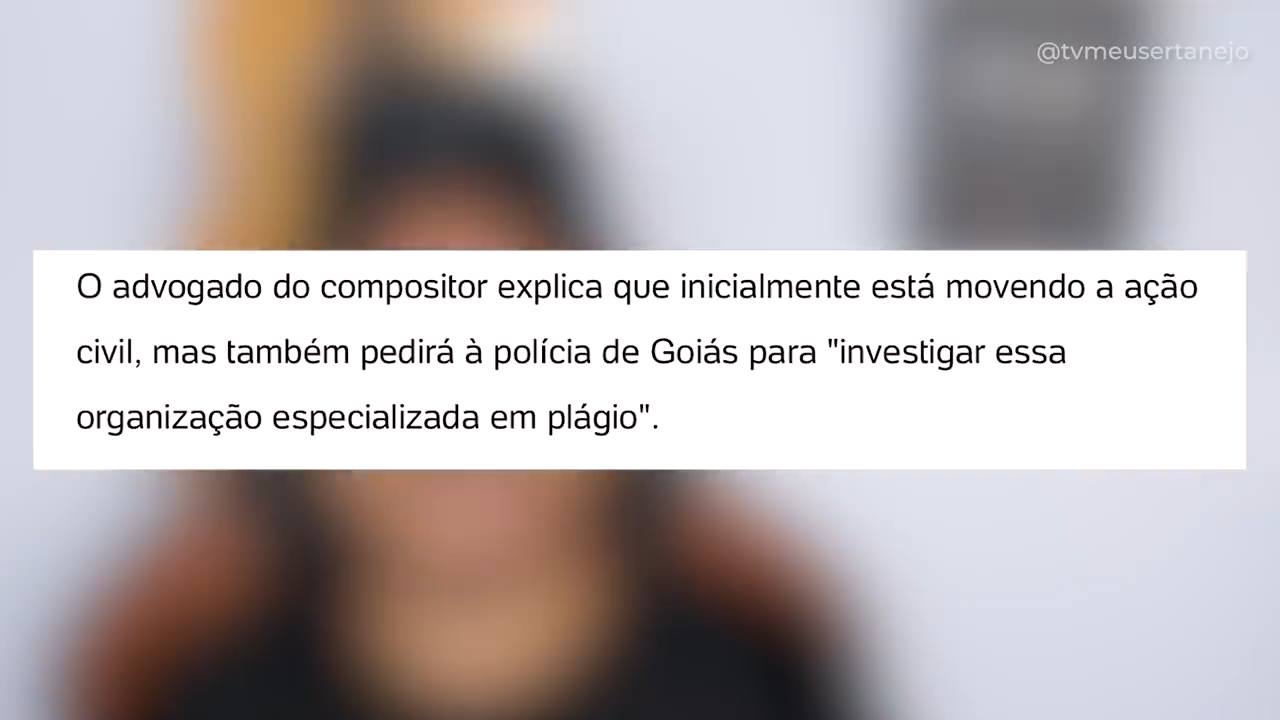 @tvmeusertanejo
O advogado do compositor explica que inicialmente está movendo a ação
civil, mas também pedirá à polícia de Goiás para "investigar essa
organização especializada em plágio".